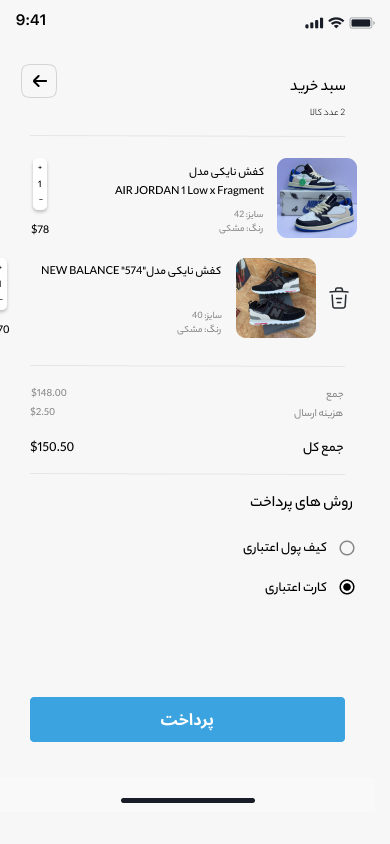 9:41
سبد خرید
2 عدد کالا
کفش نایکی مدل
AIR JORDAN 1 Low x Fragment
سایز: 42
رنگ: مشکی
+
1
-
$78
کفش نایکی مدل"NEW BALANCE "574
سایز: 40
رنگ: مشکی
70
جمع
$148.00
هزینه ارسال
$2.50
جمع کل
$150.50
روش های پرداخت
کیف پول اعتباری
کارت اعتباری
پرداخت